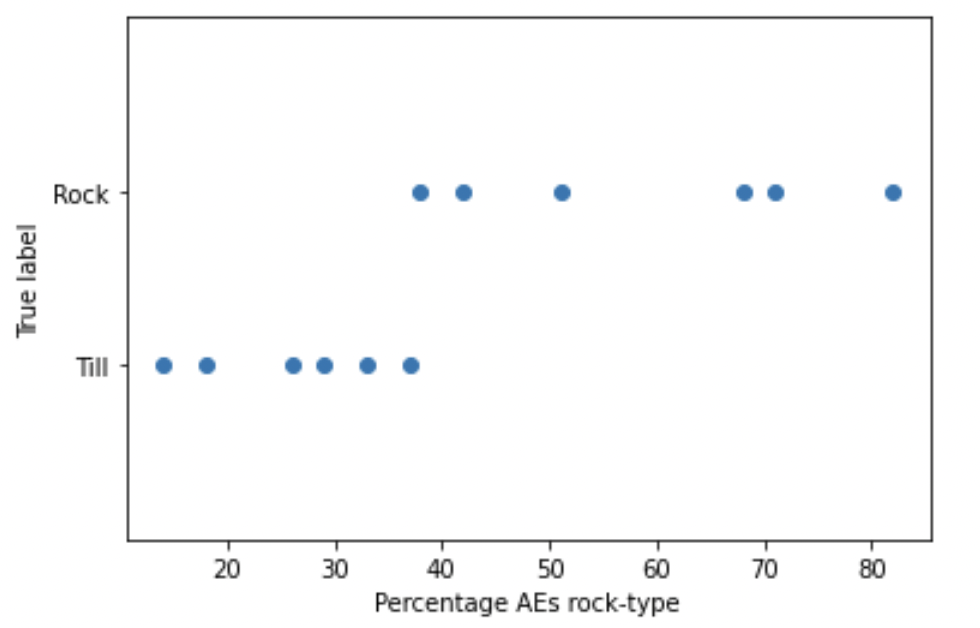 True label
Rock
Till
20 30 40 50 60 70 80
Percentage AEs rock-type